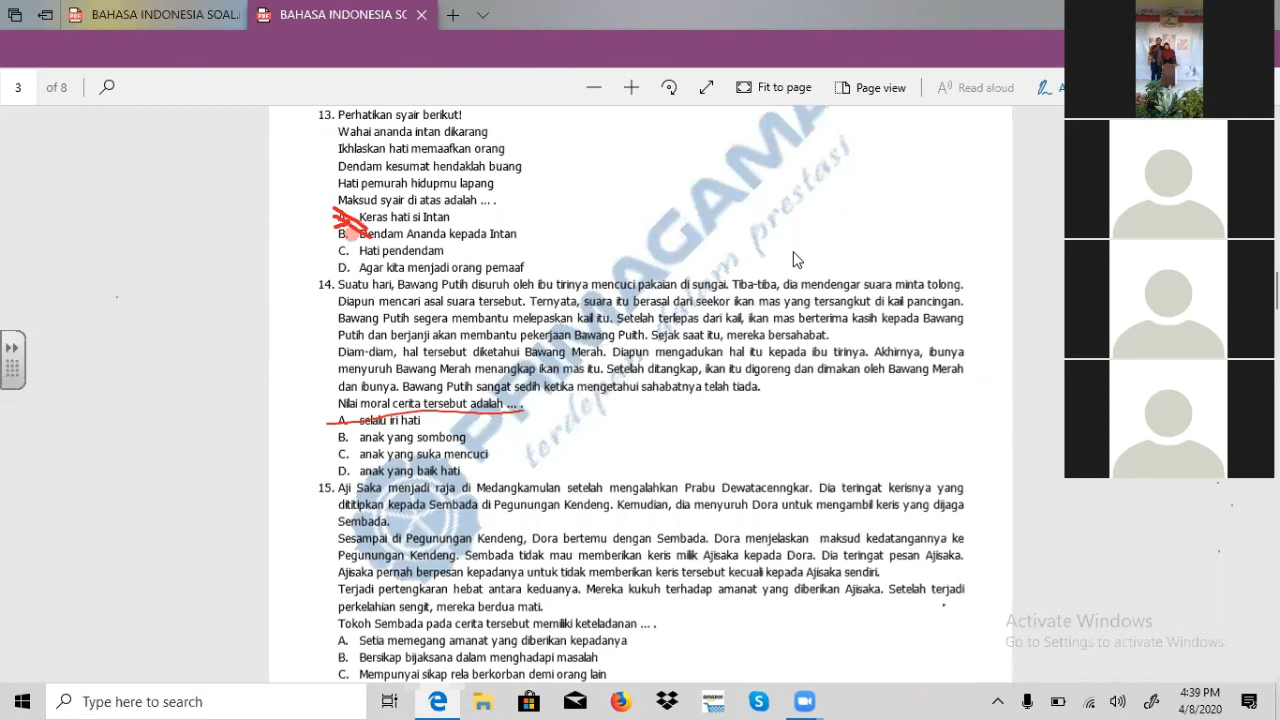 BAHASA INDONESIA SOAL
BAHASA INDONESIA SO
3 of 8
Fit to page
Page view
Read aloud
13. Perhatikan syair berikut!
Wahai ananda intan dikarang
Ikhlaskan hati memaafkan orang
Dendam kesumat hendaklah buang
Hati pemurah hidupmu lapang
Maksud syair di atas adalah ... .
A. Keras hati si Intan
B. Dendam Ananda kepada Intan
C. Hati pendendam
D. Agar kita menjadi orang pemaaf
14. Suatu hari, Bawang Putih disuruh oleh ibu tirinya mencuci pakaian di sungai. Tiba-tiba, dia mendengar suara minta tolong.
Diapun mencari asal suara tersebut. Ternyata, suara itu berasal dari seekor ikan mas yang tersangkut di kail pancingan.
Bawang Putih segera membantu melepaskan kail itu. Setelah terlepas dari kail, ikan mas berterima kasih kepada Bawang
Putih dan berjanji akan membantu pekerjaan Bawang Puith. Sejak saat itu, mereka bersahabat.
Diam-diam, hal tersebut diketahui Bawang Merah. Diapun mengadukan hal itu kepada ibu tirinya. Akhirnya, ibunya
menyuruh Bawang Merah menangkap ikan mas itu. Setelah ditangkap, ikan itu digoreng dan dimakan oleh Bawang Merah
dan ibunya. Bawang Putih sangat sedih ketika mengetahui sahabatnya telah tiada.
Nilai moral cerita tersebut adalah ... .
A. selalu iri hati
B. anak yang sombong
C. anak yang suka mencuci
D. anak yang baik hati
15. Aji Saka menjadi raja di Medangkamulan setelah mengalahkan Prabu Dewatacenngkar. Dia teringat kerisnya yang
dititipkan kepada Sembada di Pegunungan Kendeng. Kemudian, dia menyuruh Dora untuk mengambil keris yang dijaga
Sembada.
Sesampai di Pegunungan Kendeng, Dora bertemu dengan Sembada. Dora menjelaskan maksud kedatangannya ke
Pegunungan Kendeng. Sembada tidak mau memberikan keris milik Ajisaka kepada Dora. Dia teringat pesan Ajisaka.
Ajisaka pernah berpesan kepadanya untuk tidak memberikan keris tersebut kecuali kepada Ajisaka sendiri.
Terjadi pertengkaran hebat antara keduanya. Mereka kukuh terhadap amanat yang diberikan Ajisaka. Setelah terjadi
perkelahian sengit, mereka berdua mati.
Tokoh Sembada pada cerita tersebut memiliki keteladanan ... .
A. Setia memegang amanat yang diberikan kepadanya
B. Bersikap bijaksana dalam menghadapi masalah
C. Mempunyai sikap rela berkorban demi orang lain
PRIMAGAMA
terdepan dalam prestasi
Activate Windows
Go to Settings to activate Windows.
Type here to search
4:39 PM
4/8/2020